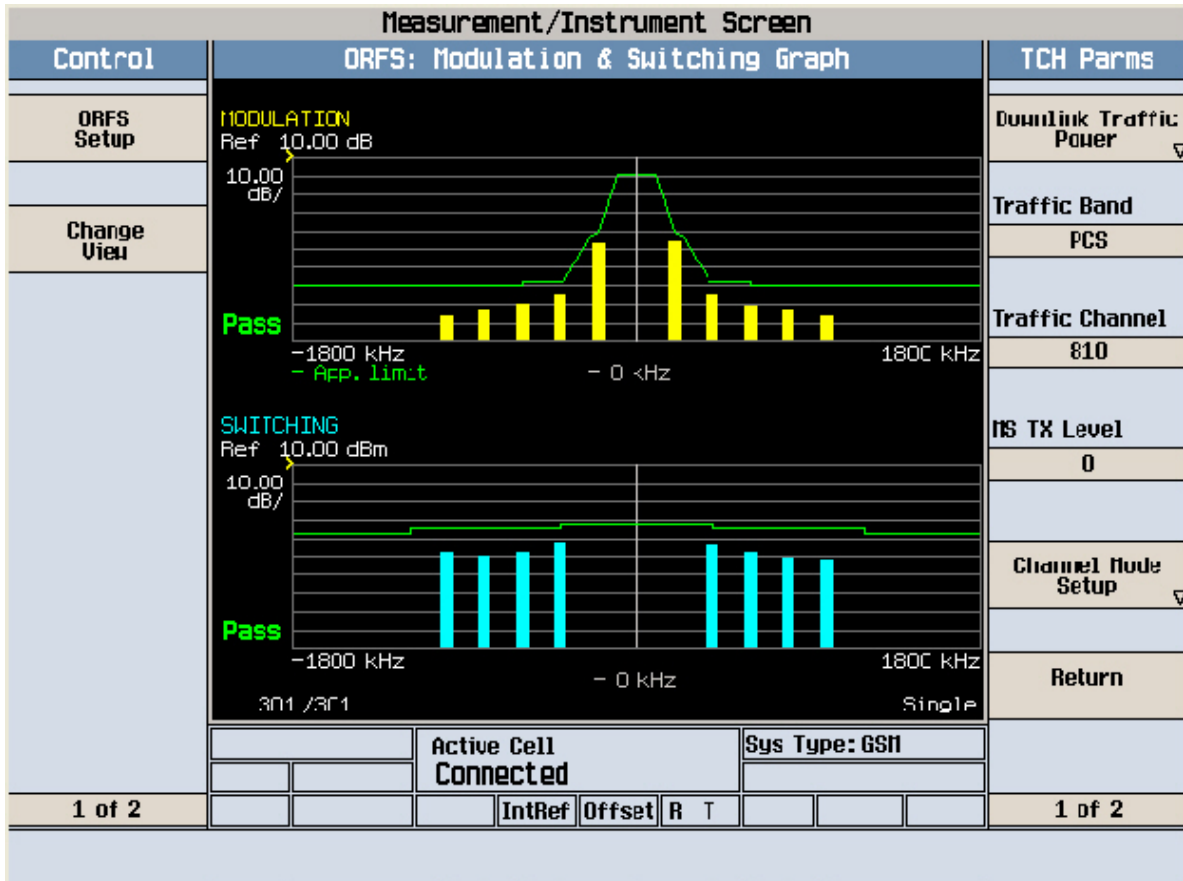 Measurement/Instrument Screen
Control
ORFS: Modulation & Switching Graph
TCH Parms
ORFS
Setup
Change
View
1 of 2
MODULATION
Ref 10.00 dB
10.00
dB/
Pass
-1800 kHz
1800 kHz
- App. limit
- 0 kHz
SWITCHING
Ref 10.00 dBm
10.00
dB/
Pass
-1800 kHz
1800 kHz
- 0 kHz
301/301
Single
Downlink Traffic
Power
Traffic Band
PCS
Traffic Channel
810
MS TX Level
0
Channel Mode
Setup
Return
1 of 2
Active Cell
Connected
Sys Type: GSM
IntRef
Offset
R T